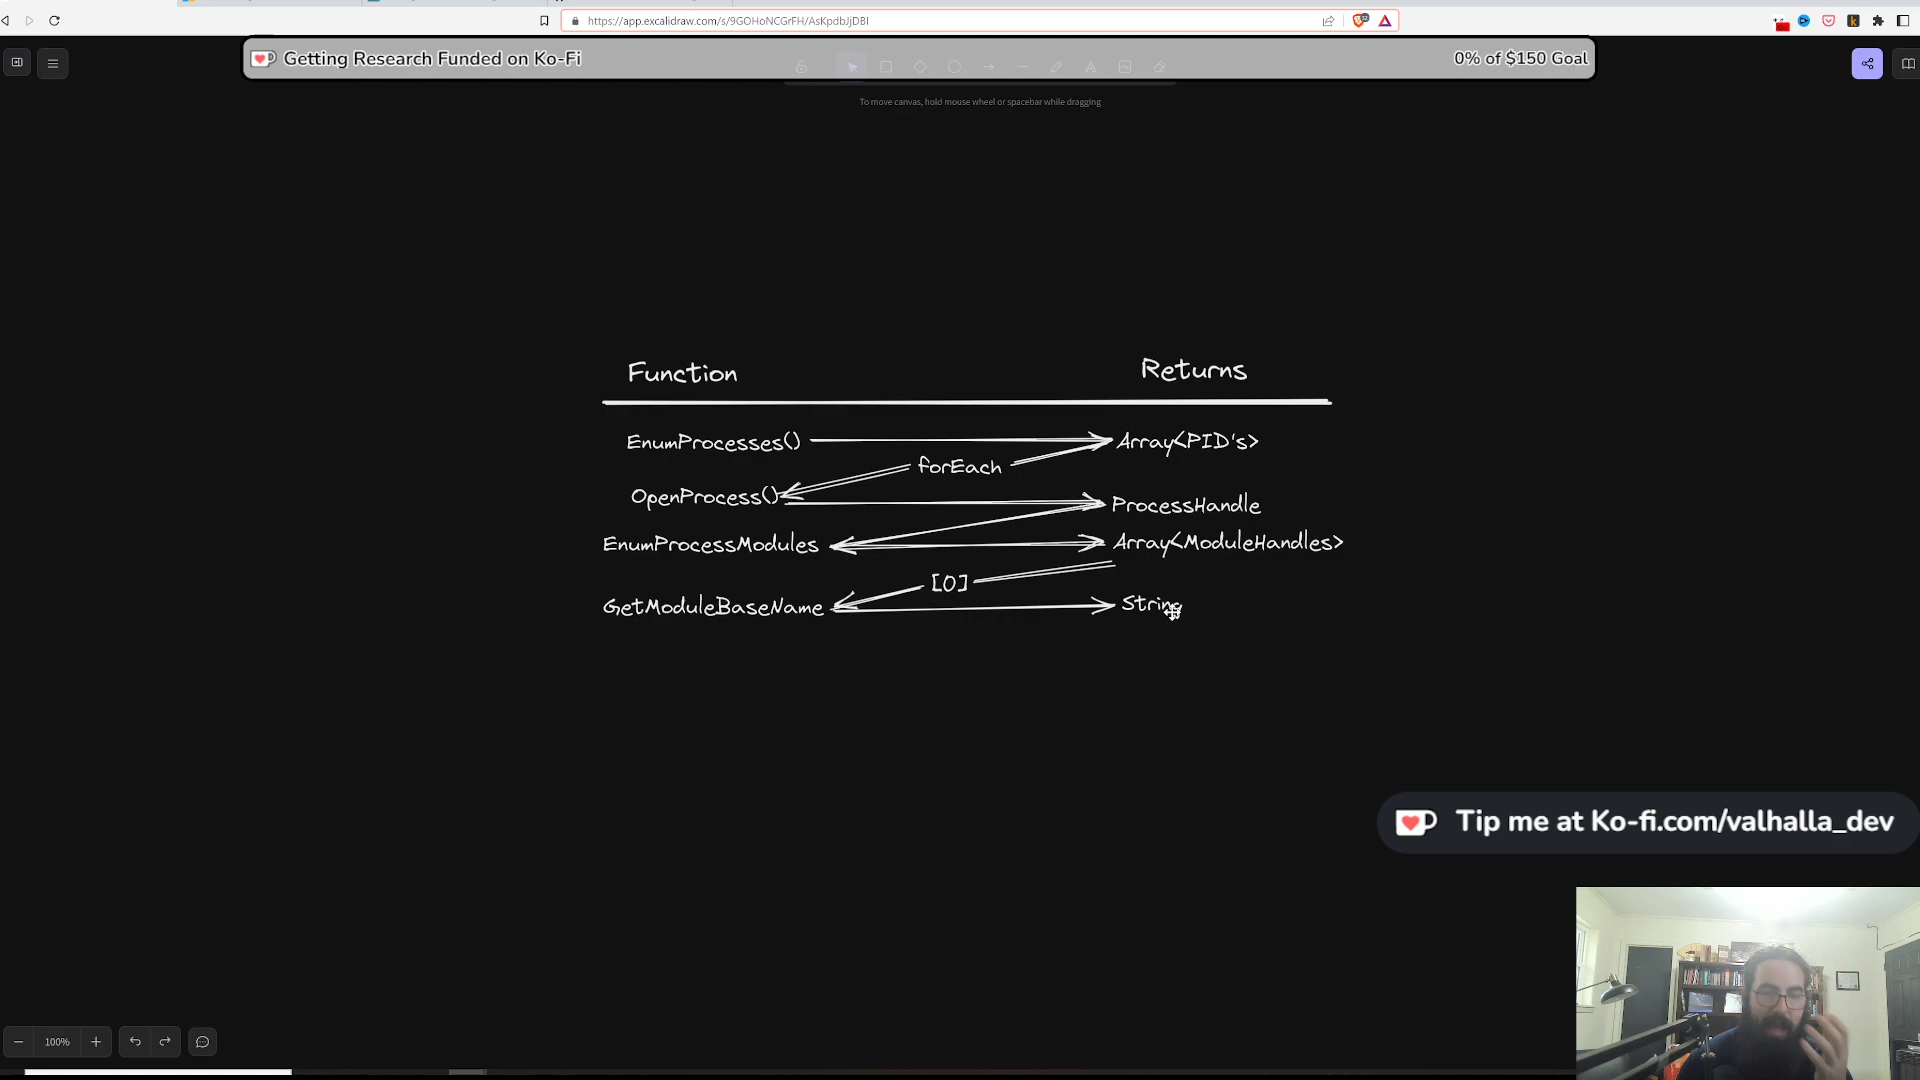 https://app.excalidraw.com/s/9GOHoNCGrFH/AsKpdbJjDBI
Getting Research Funded on Ko-Fi
0% of $150 Goal
To move canvas, hold mouse wheel or spacebar while dragging
Function Returns
EnumProcesses() Array<PID's>
forEach
OpenProcess() ProcessHandle
EnumProcessModules Array<ModuleHandles>
[0]
GetModuleBaseName String
Tip me at Ko-fi.com/valhalla_dev
100%